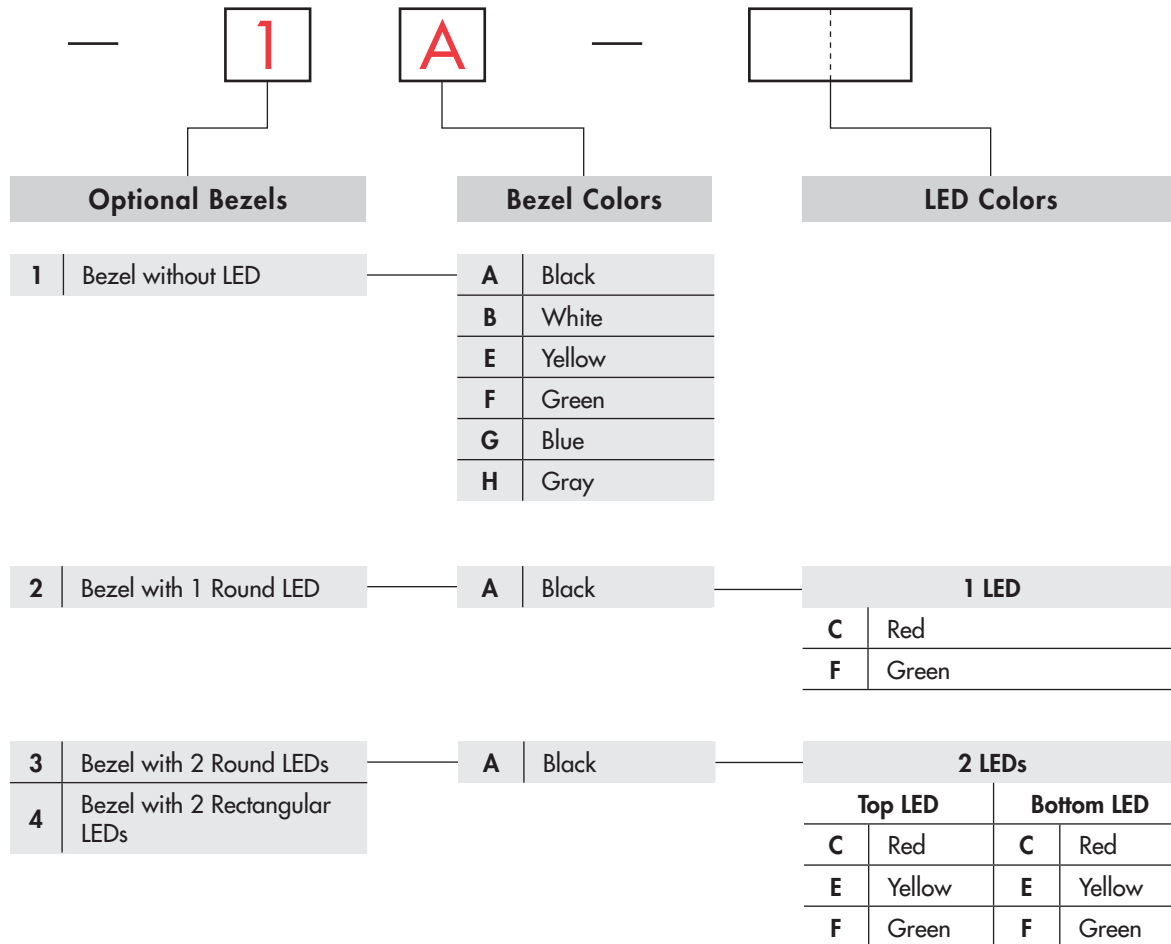 — 1 A —
Optional Bezels Bezel Colors LED Colors
1 Bezel without LED A Black
B White
E Yellow
F Green
G Blue
H Gray
2 Bezel with 1 Round LED A Black 1 LED
C Red
F Green
3 Bezel with 2 Round LEDs A Black 2 LEDs
4 Bezel with 2 Rectangular
LEDs
Top LED Bottom LED
C Red C Red
E Yellow E Yellow
F Green F Green